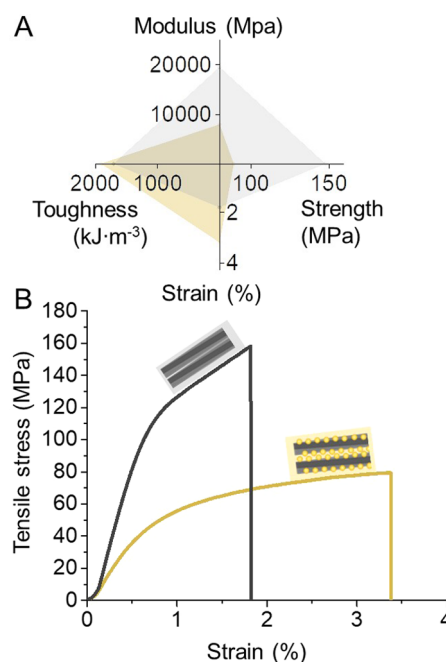 A
Modulus (Mpa)
20000
10000
2000 1000 100 150
Toughness Strength
(kJ·m-3) (MPa)
2
4
Strain (%)
B
180
160
140
120
100
80
60
40
20
0
0 1 2 3 4
Tensile stress (MPa)
Strain (%)